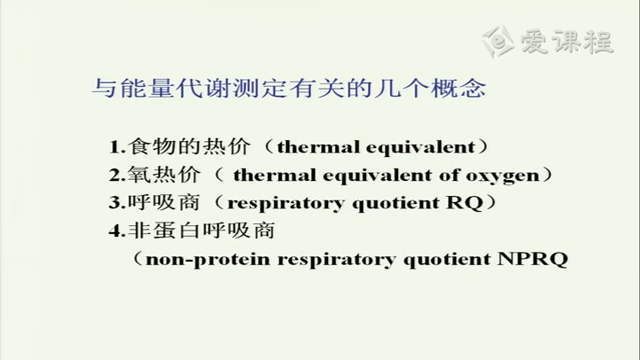 爱课程
与能量代谢测定有关的几个概念
1.食物的热价（thermal equivalent）
2.氧热价（ thermal equivalent of oxygen）
3.呼吸商（respiratory quotient RQ）
4.非蛋白呼吸商
（non-protein respiratory quotient NPRQ